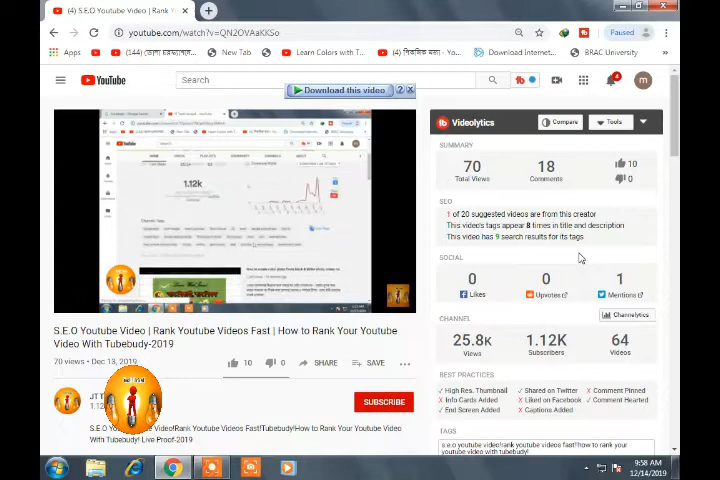 (4) S.E.O Youtube Video | Rank Y
youtube.com/watch?v=QN2OVAaKKSo
Paused
Apps
New Tab
Learn Colors with T...
Download Internet...
BRAC University
YouTube
Search
4
m
Download this video
?
1.12K
Videolytics
Compare
Tools
SUMMARY
70
18
10
Total Views
Comments
0
SEO
1 of 20 suggested videos are from this creator
This video's tags appear 8 times in title and description
This video has 9 search results for its tags
SOCIAL
0
0
1
Likes
Upvotes
Mentions
CHANNEL
Channelytics
25.8K
1.12K
64
Views
Subscribers
Videos
BEST PRACTICES
✓ High Res. Thumbnail
✓ Shared on Twitter
✗ Comment Pinned
✗ Info Cards Added
✗ Liked on Facebook
✓ Comment Hearted
✓ End Screen Added
✗ Captions Added
TAGS
s.e.o youtube video!rank youtube videos fast!how to rank your
youtube video with tubebudy!
S.E.O Youtube Video | Rank Youtube Videos Fast | How to Rank Your Youtube
Video With Tubebudy-2019
70 views • Dec 13, 2019
10
0
SHARE
SAVE
JT T
SUBSCRIBE
S.E.O Yo
Video!Rank Youtube Videos Fast!Tubebudy!How to Rank Your Youtube Video
With Tubebudy! Live Proof-2019
9:58 AM
12/14/2019